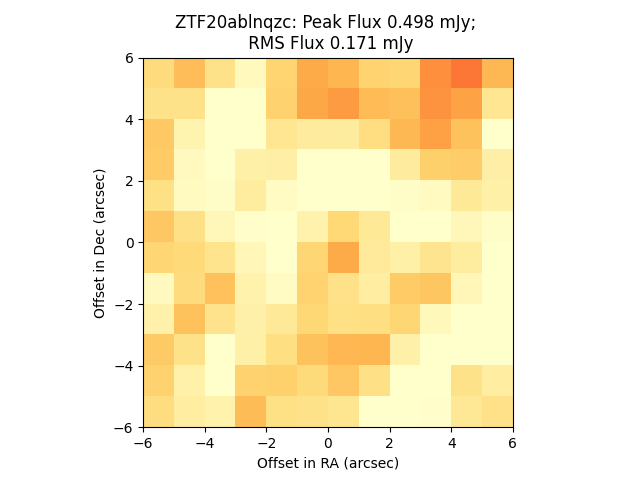 ZTF20ablnqzc: Peak Flux 0.498 mJy;
RMS Flux 0.171 mJy
6
4
2
0
−2
−4
−6
Offset in Dec (arcsec)
−6 −4 −2 0 2 4 6
Offset in RA (arcsec)